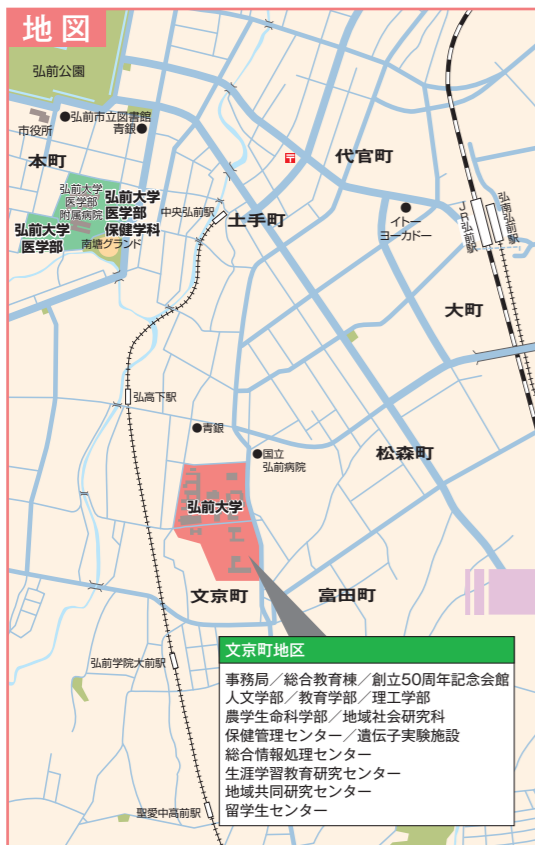 地図
弘前公園
弘前市立図書館
青銀
市役所
本町
代官町
弘前大学
医学部
附属病院
弘前大学
医学部
保健学科
中央弘前駅
土手町
イトー
ヨーカドー
JR弘前駅
弘南弘前駅
弘前大学
医学部
南塘グランド
大町
弘高下駅
青銀
国立
弘前病院
松森町
弘前大学
文京町
富田町
文京町地区
事務局／総合教育棟／創立50周年記念会館
人文学部／教育学部／理工学部
農学生命科学部／地域社会研究科
保健管理センター／遺伝子実験施設
総合情報処理センター
生涯学習教育研究センター
地域共同研究センター
留学生センター
弘前学院大前駅
聖愛中高前駅